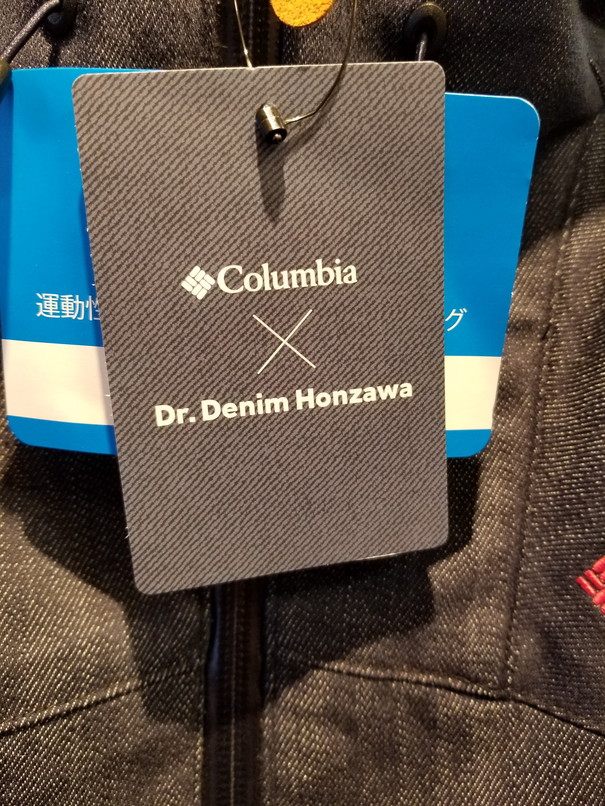 Columbia
×
Dr. Denim Honzawa
運動性
グ